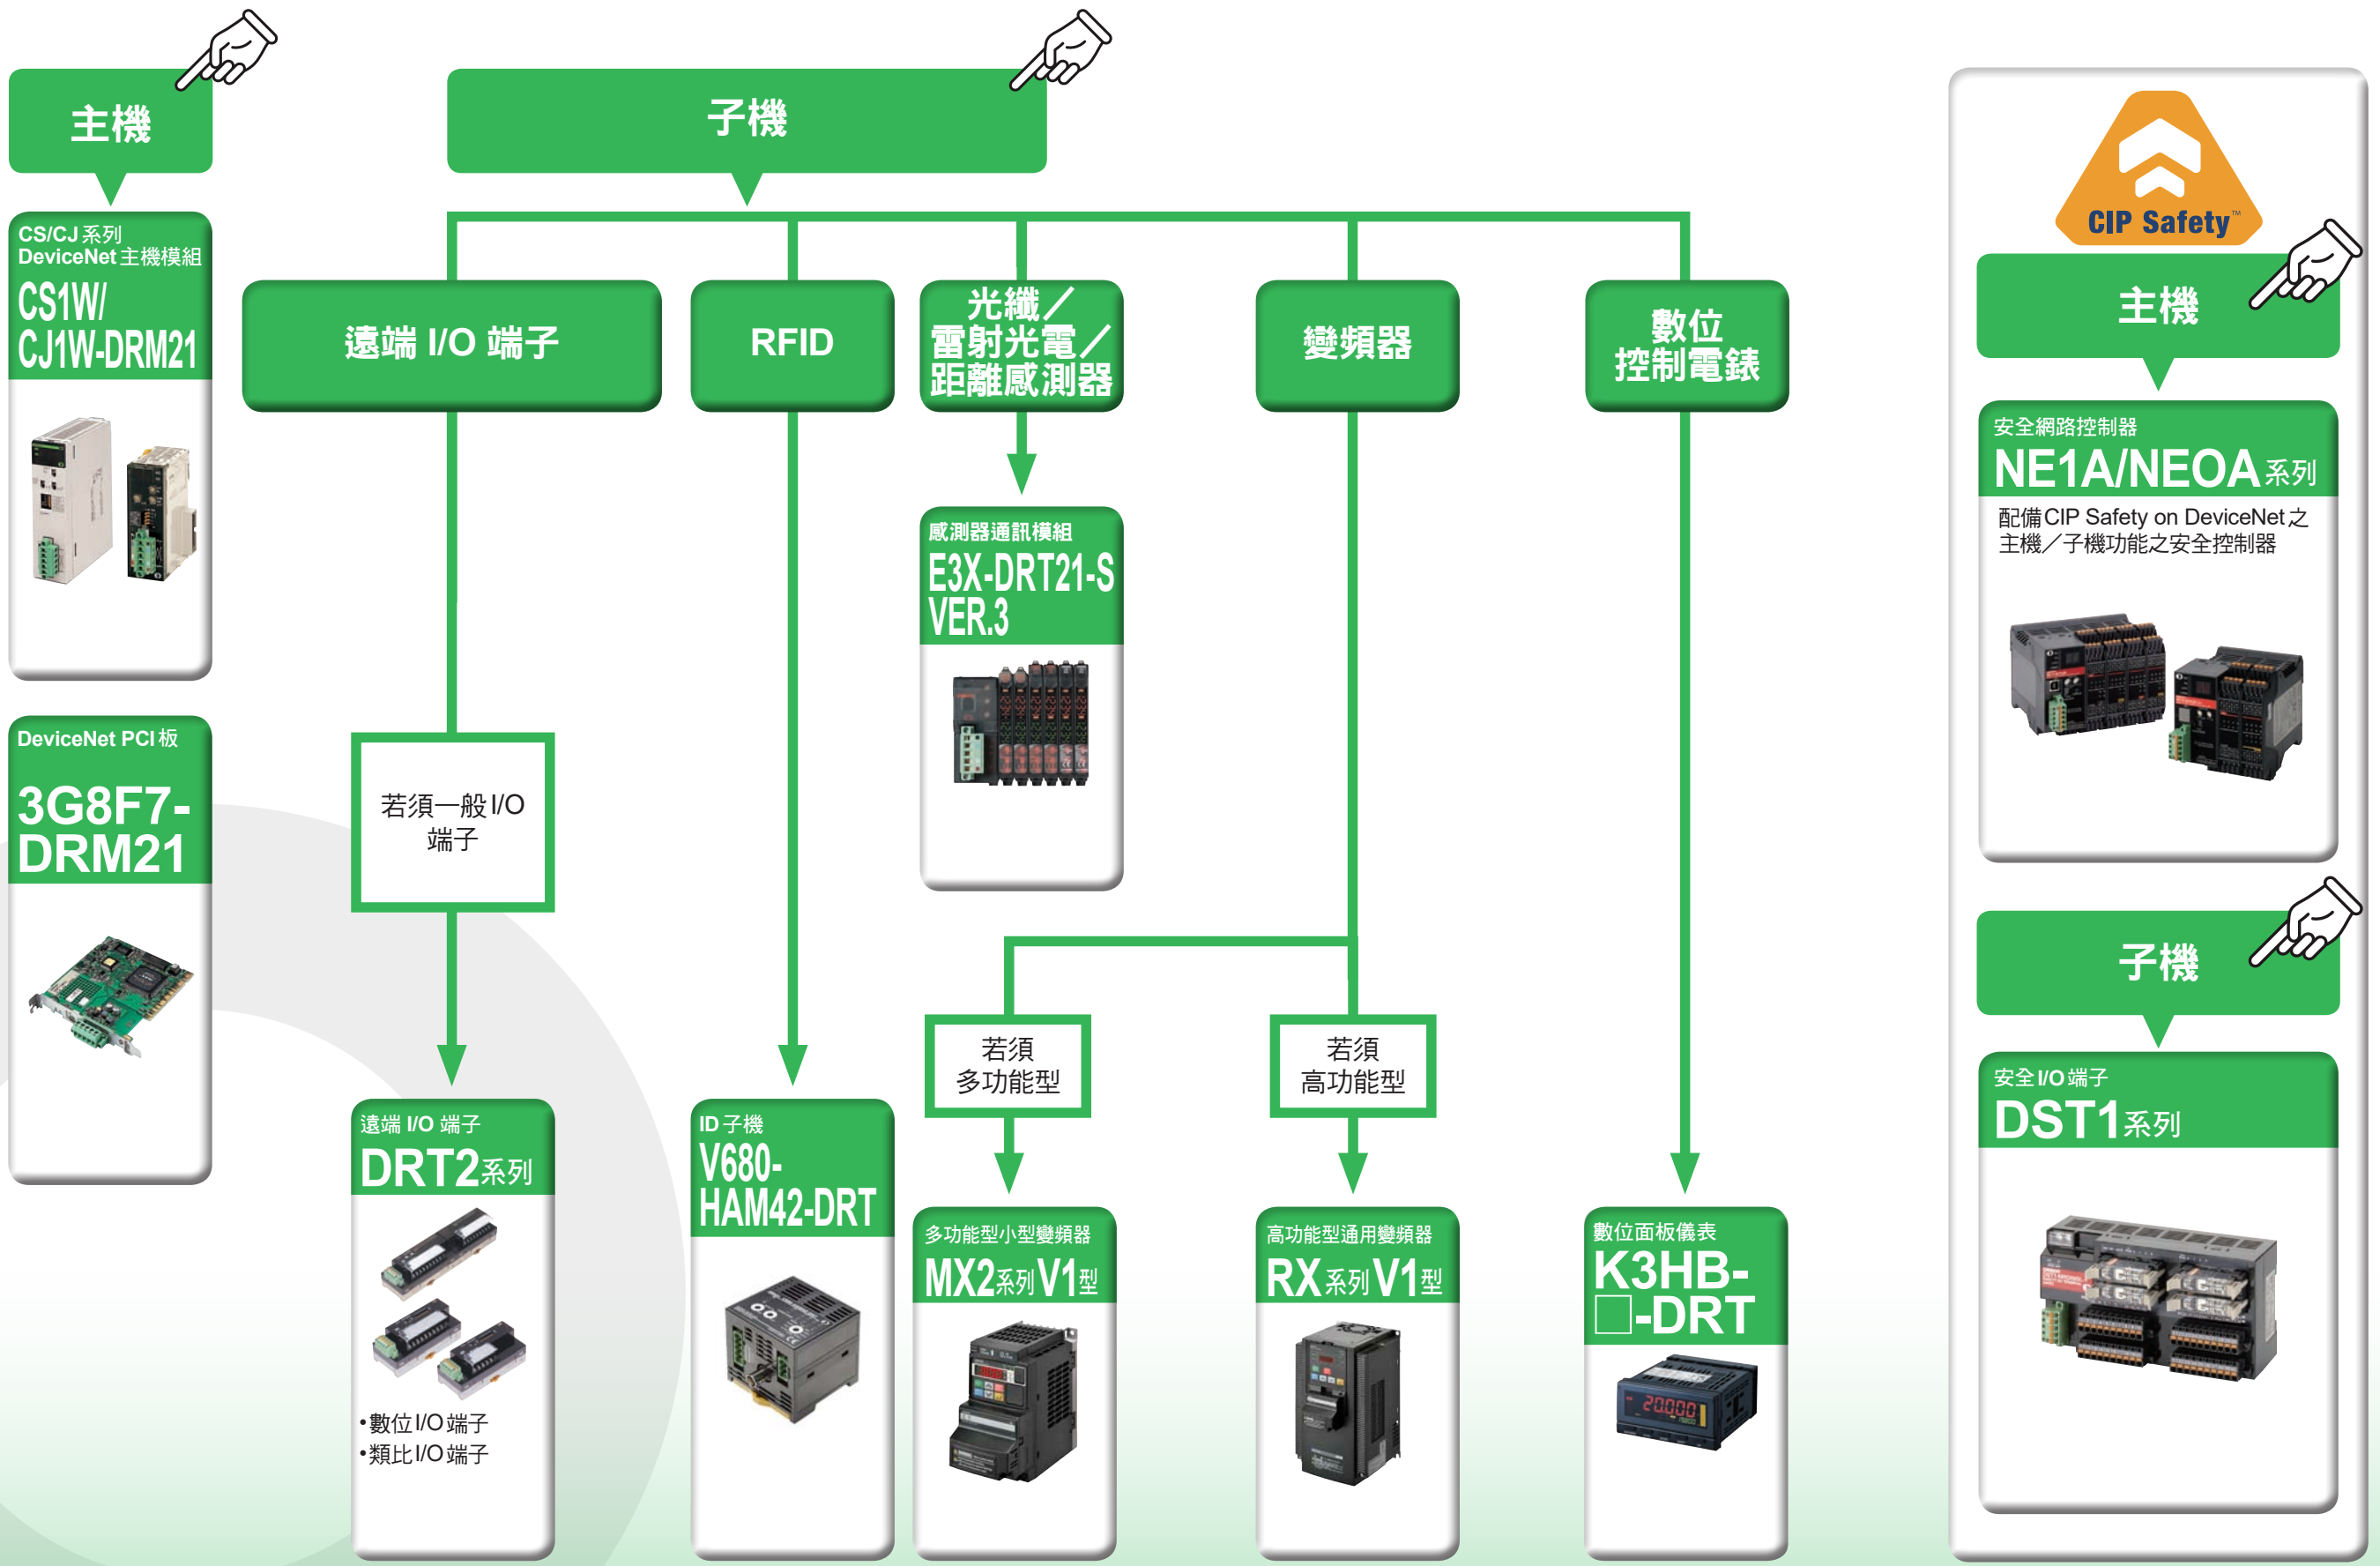 主機
CS/CJ系列
DeviceNet主機模組
CS1W/
CJ1W-DRM21
DeviceNet PCI板
3G8F7-
DRM21
子機
遠端 I/O 端子
若須一般I/O
端子
遠端 I/O 端子
DRT2系列
•數位I/O端子
•類比I/O端子
RFID
ID子機
V680-
HAM42-DRT
光纖／
雷射光電／
距離感測器
感測器通訊模組
E3X-DRT21-S
VER.3
變頻器
若須
多功能型
多功能型小型變頻器
MX2系列V1型
若須
高功能型
高功能型通用變頻器
RX系列V1型
數位
控制電錶
數位面板儀表
K3HB-
□-DRT
CIP Safety™
主機
安全網路控制器
NE1A/NEOA系列
配備CIP Safety on DeviceNet之
主機／子機功能之安全控制器
子機
安全I/O端子
DST1系列